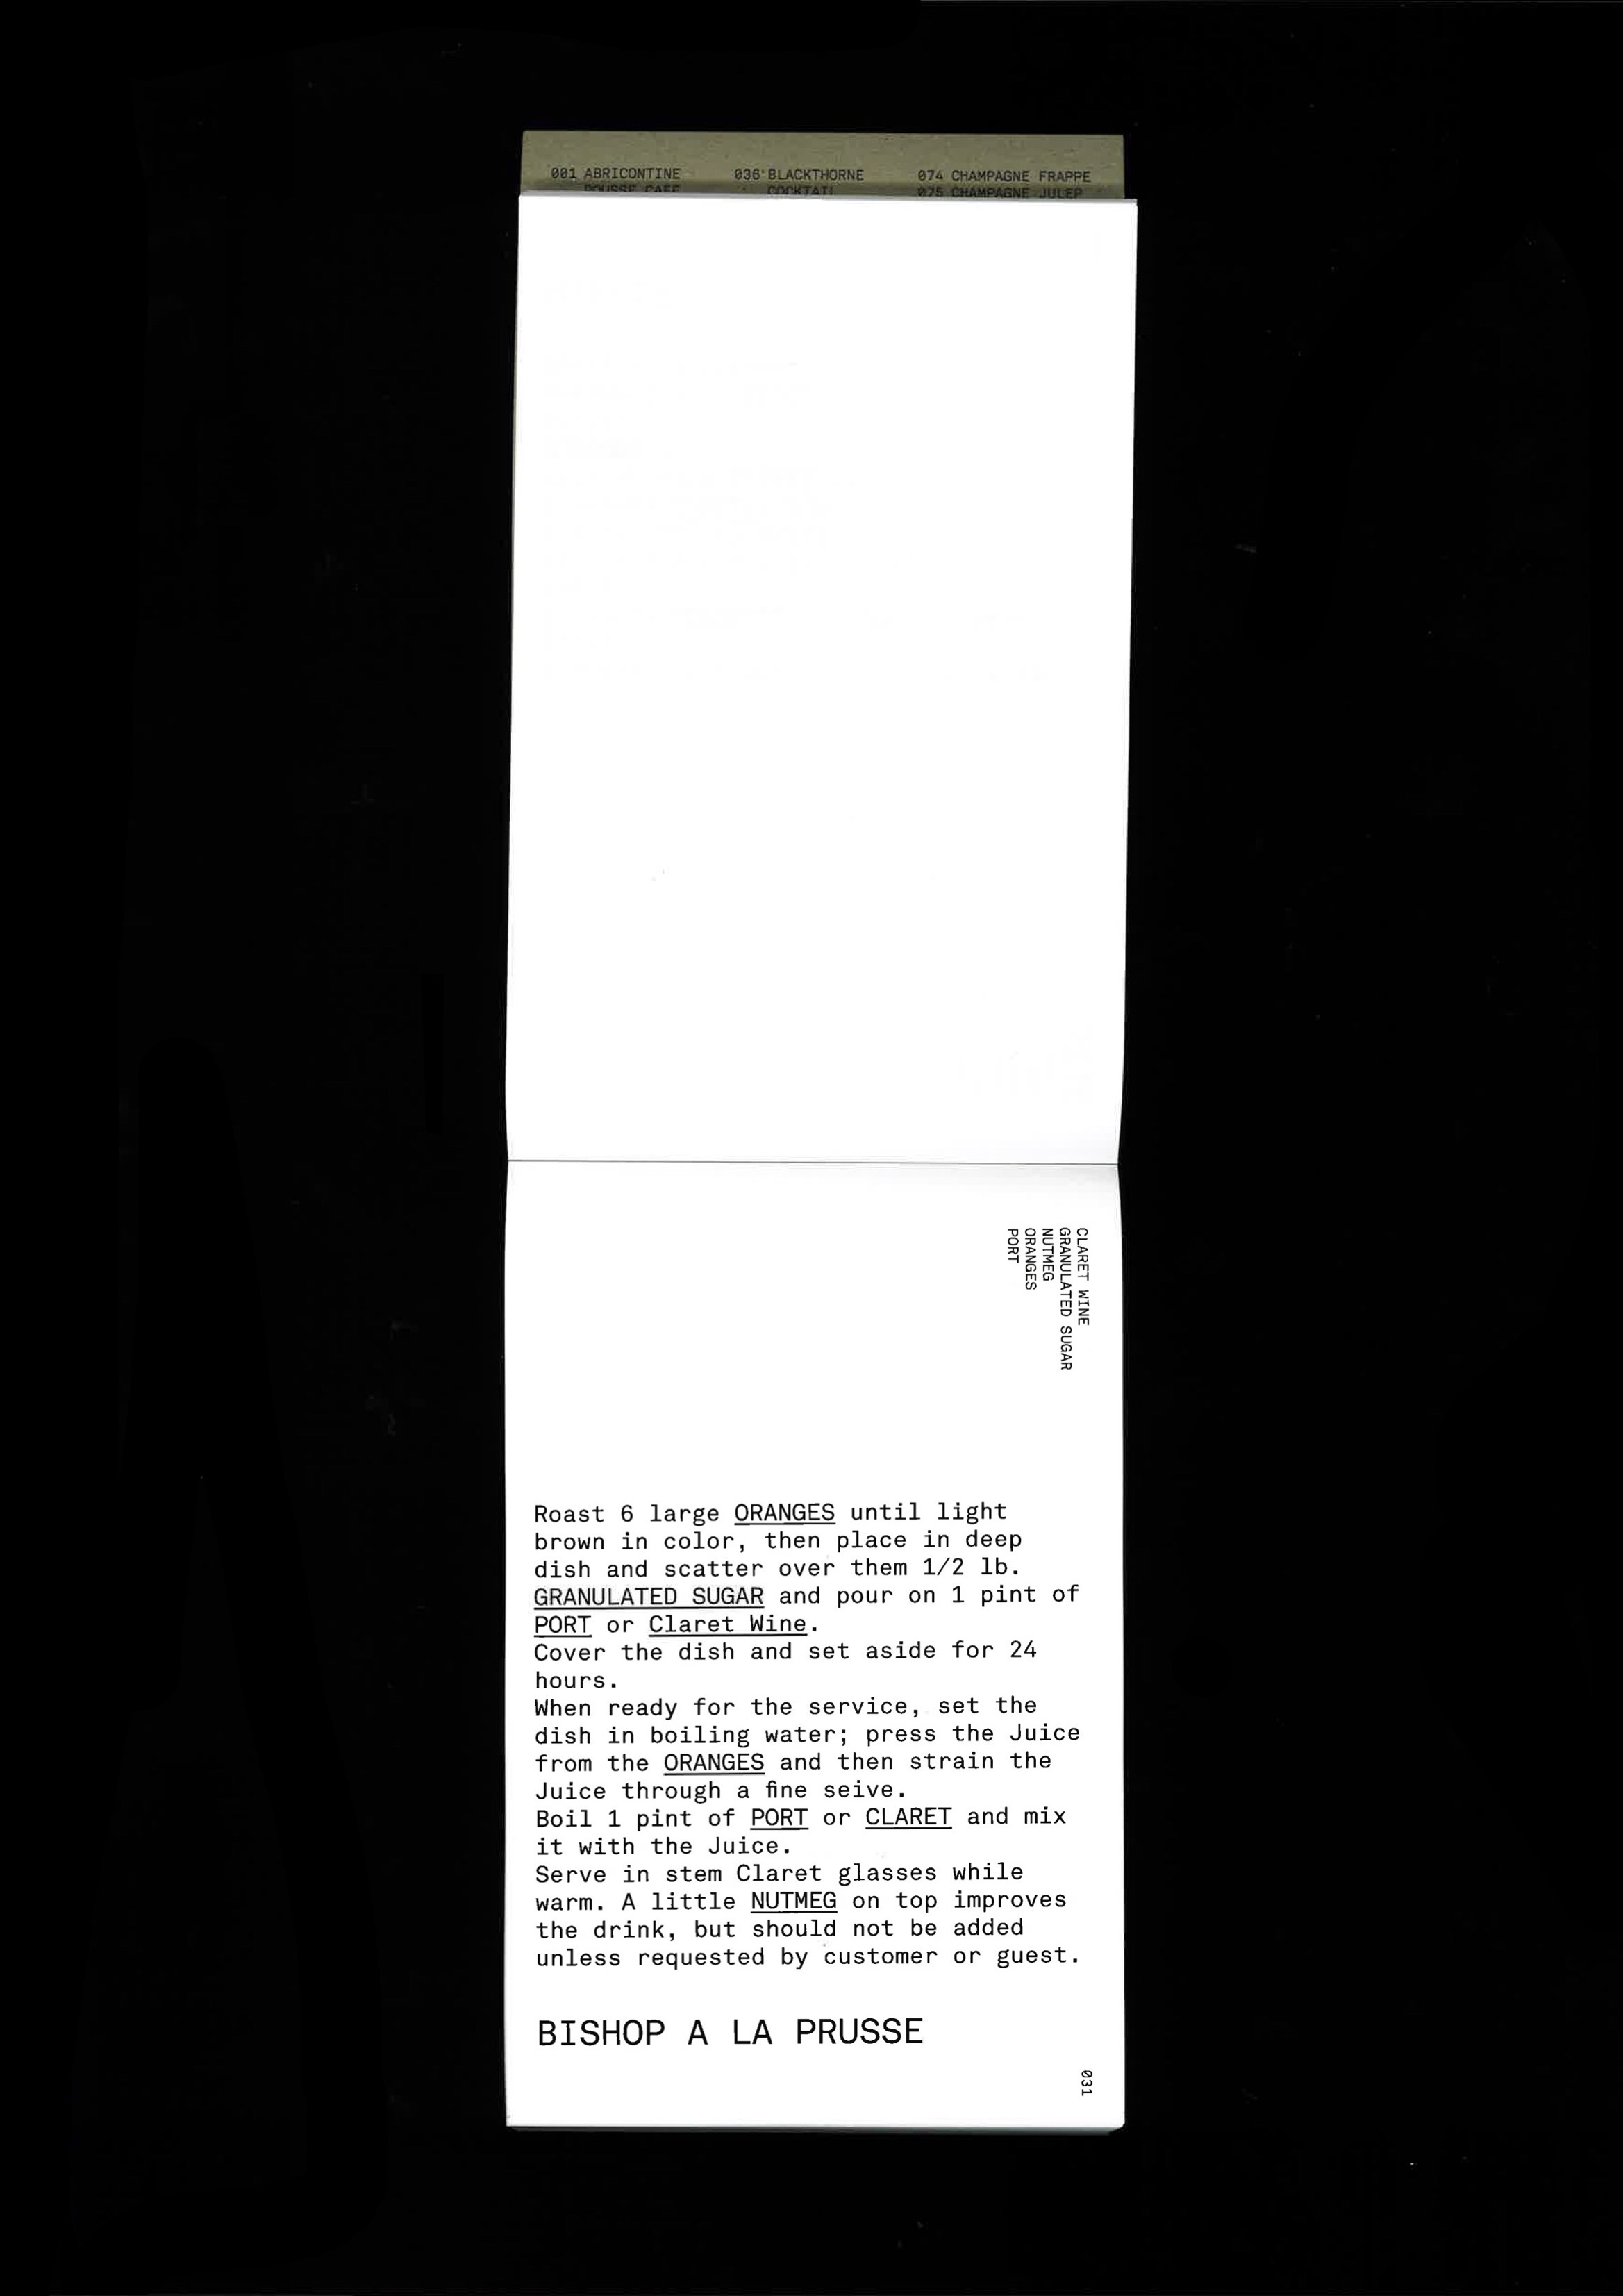 001 ABRICONTINE
POUSSE CAFE
036 BLACKTHORNE
COCKTAIL
074 CHAMPAGNE FRAPPE
075 CHAMPAGNE JULEP
CLARET WINE
GRANULATED SUGAR
NUTMEG
ORANGES
PORT
Roast 6 large ORANGES until light
brown in color, then place in deep
dish and scatter over them 1/2 lb.
GRANULATED SUGAR and pour on 1 pint of
PORT or Claret Wine.
Cover the dish and set aside for 24
hours.
When ready for the service, set the
dish in boiling water; press the Juice
from the ORANGES and then strain the
Juice through a fine seive.
Boil 1 pint of PORT or CLARET and mix
it with the Juice.
Serve in stem Claret glasses while
warm. A little NUTMEG on top improves
the drink, but should not be added
unless requested by customer or guest.
BISHOP A LA PRUSSE
031